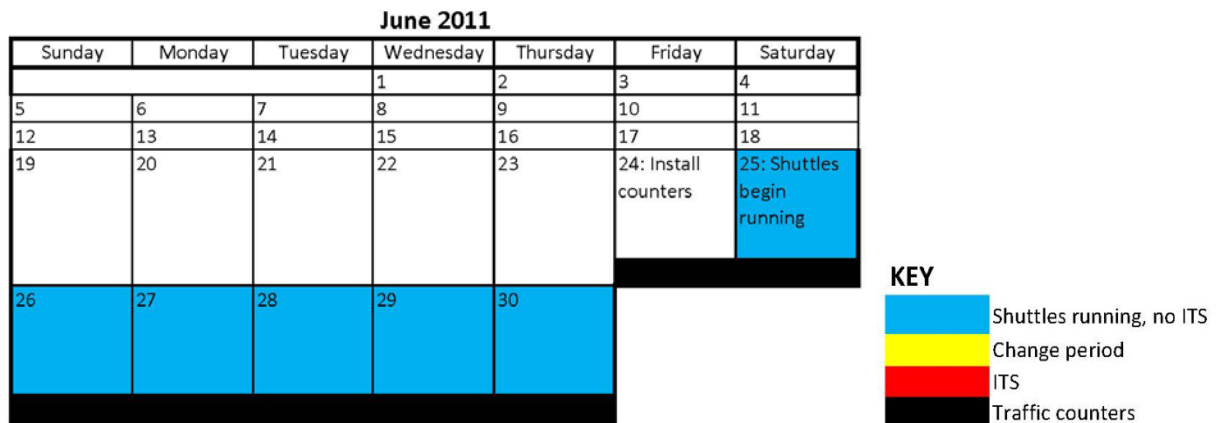 June 2011
Sunday Monday Tuesday Wednesday Thursday Friday Saturday
1 2 3 4
5 6 7 8 9 10 11
12 13 14 15 16 17 18
19 20 21 22 23 24: Install 25: Shuttles
counters begin
running
26 27 28 29 30
KEY
Shuttles running, no ITS
Change period
ITS
Traffic counters